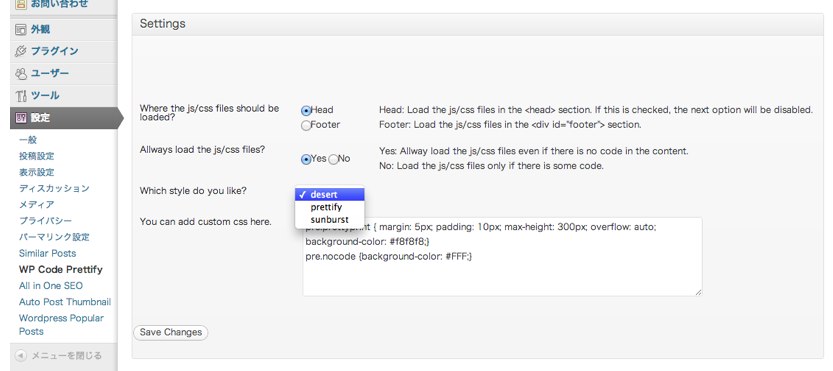 お問い合わせ
外観
プラグイン
ユーザー
ツール
設定
一般
投稿設定
表示設定
ディスカッション
メディア
プライバシー
パーマリンク設定
Similar Posts
WP Code Prettify
All in One SEO
Auto Post Thumbnail
Wordpress Popular
Posts
メニューを閉じる
Settings
Where the js/css files should be
loaded?
Head
Footer
Head: Load the js/css files in the <head> section. If this is checked, the next option will be disabled.
Footer: Load the js/css files in the <div id="footer"> section.
Allways load the js/css files?
Yes No
Yes: Allway load the js/css files even if there is no code in the content.
No: Load the js/css files only if there is some code.
Which style do you like?
✓ desert
prettify
sunburst
You can add custom css here.
pre.prettyprint { margin: 5px; padding: 10px; max-height: 300px; overflow: auto;
background-color: #f8f8f8;}
pre.nocode {background-color: #FFF;}
Save Changes